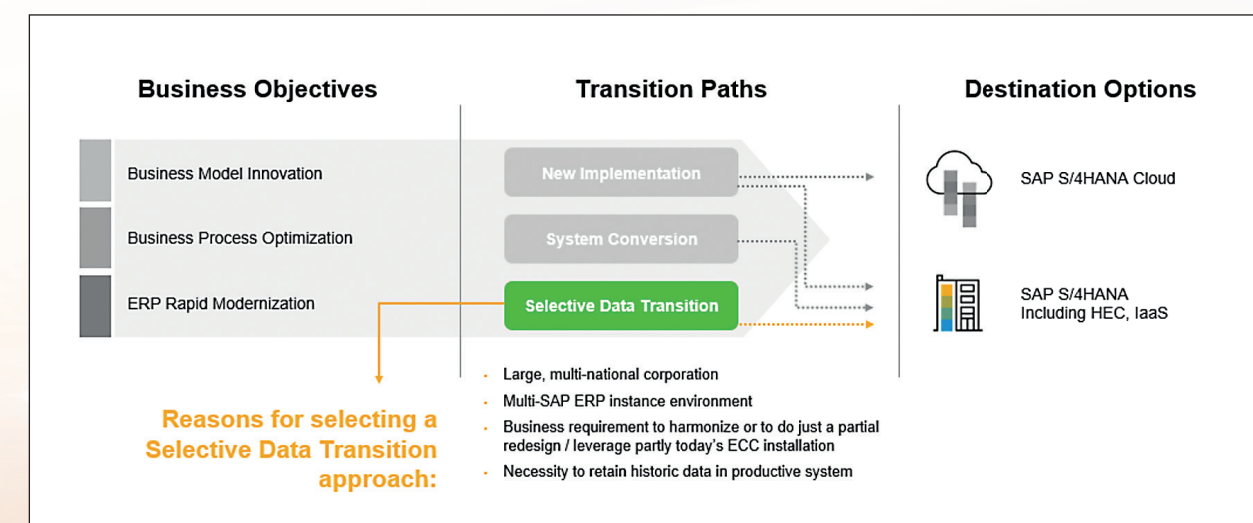 Business Objectives
Transition Paths
Destination Options
Business Model Innovation
New Implementation
SAP S/4HANA Cloud
Business Process Optimization
System Conversion
ERP Rapid Modernization
Selective Data Transition
SAP S/4HANA
Including HEC, IaaS
Reasons for selecting a
Selective Data Transition
approach:
- Large, multi-national corporation
- Multi-SAP ERP instance environment
- Business requirement to harmonize or to do just a partial
redesign / leverage partly today's ECC installation
- Necessity to retain historic data in productive system